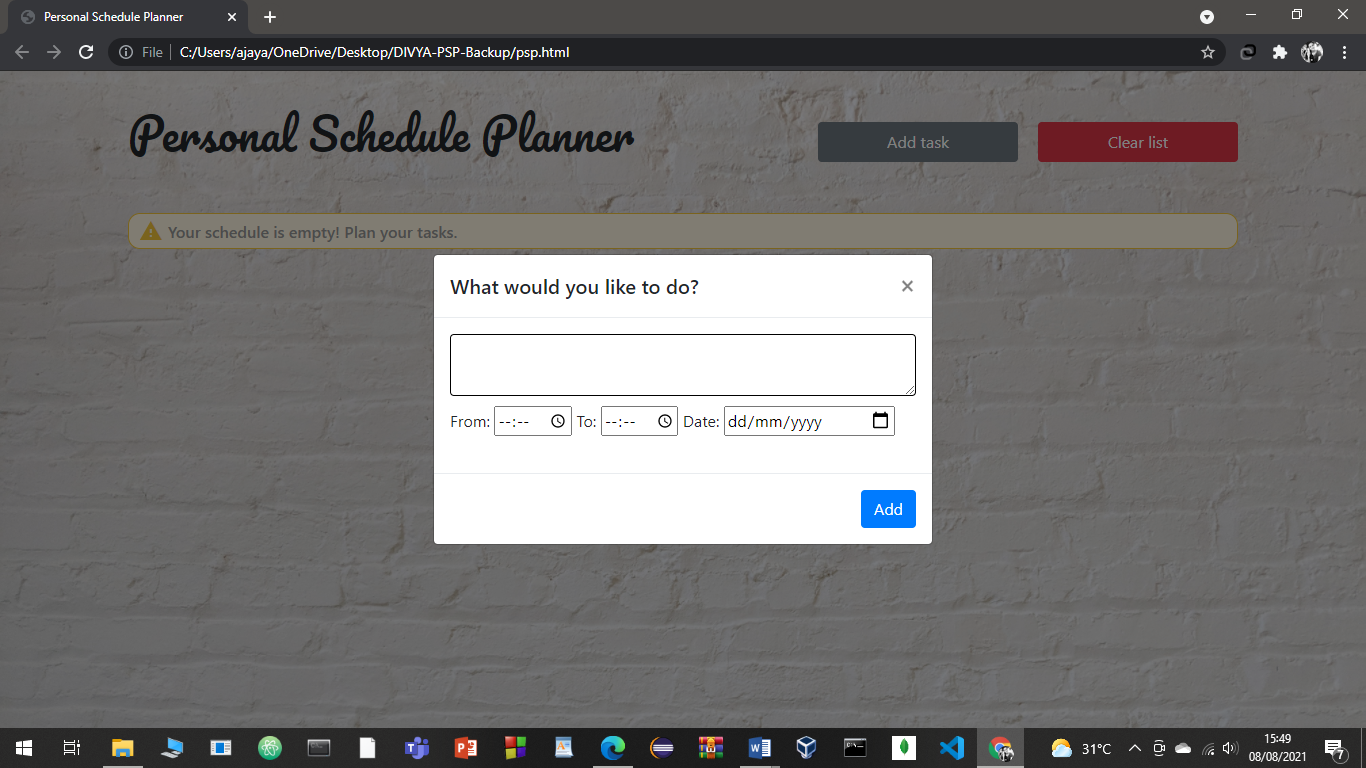 Personal Schedule Planner
File C:/Users/ajaya/OneDrive/Desktop/DIVYA-PSP-Backup/psp.html
Personal Schedule Planner
Add task
Clear list
Your schedule is empty! Plan your tasks.
What would you like to do?
From: --:-- To: --:-- Date: dd/mm/yyyy
Add
31°C
15:49
08/08/2021
7